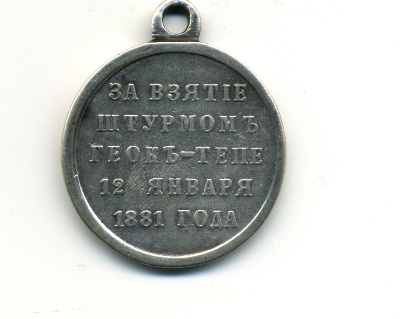 ЗА ВЗЯТІЕ
ШТУРМОМЪ
ГЕОКЪ-ТЕПЕ
12 ЯНВАРЯ
1881 ГОДА